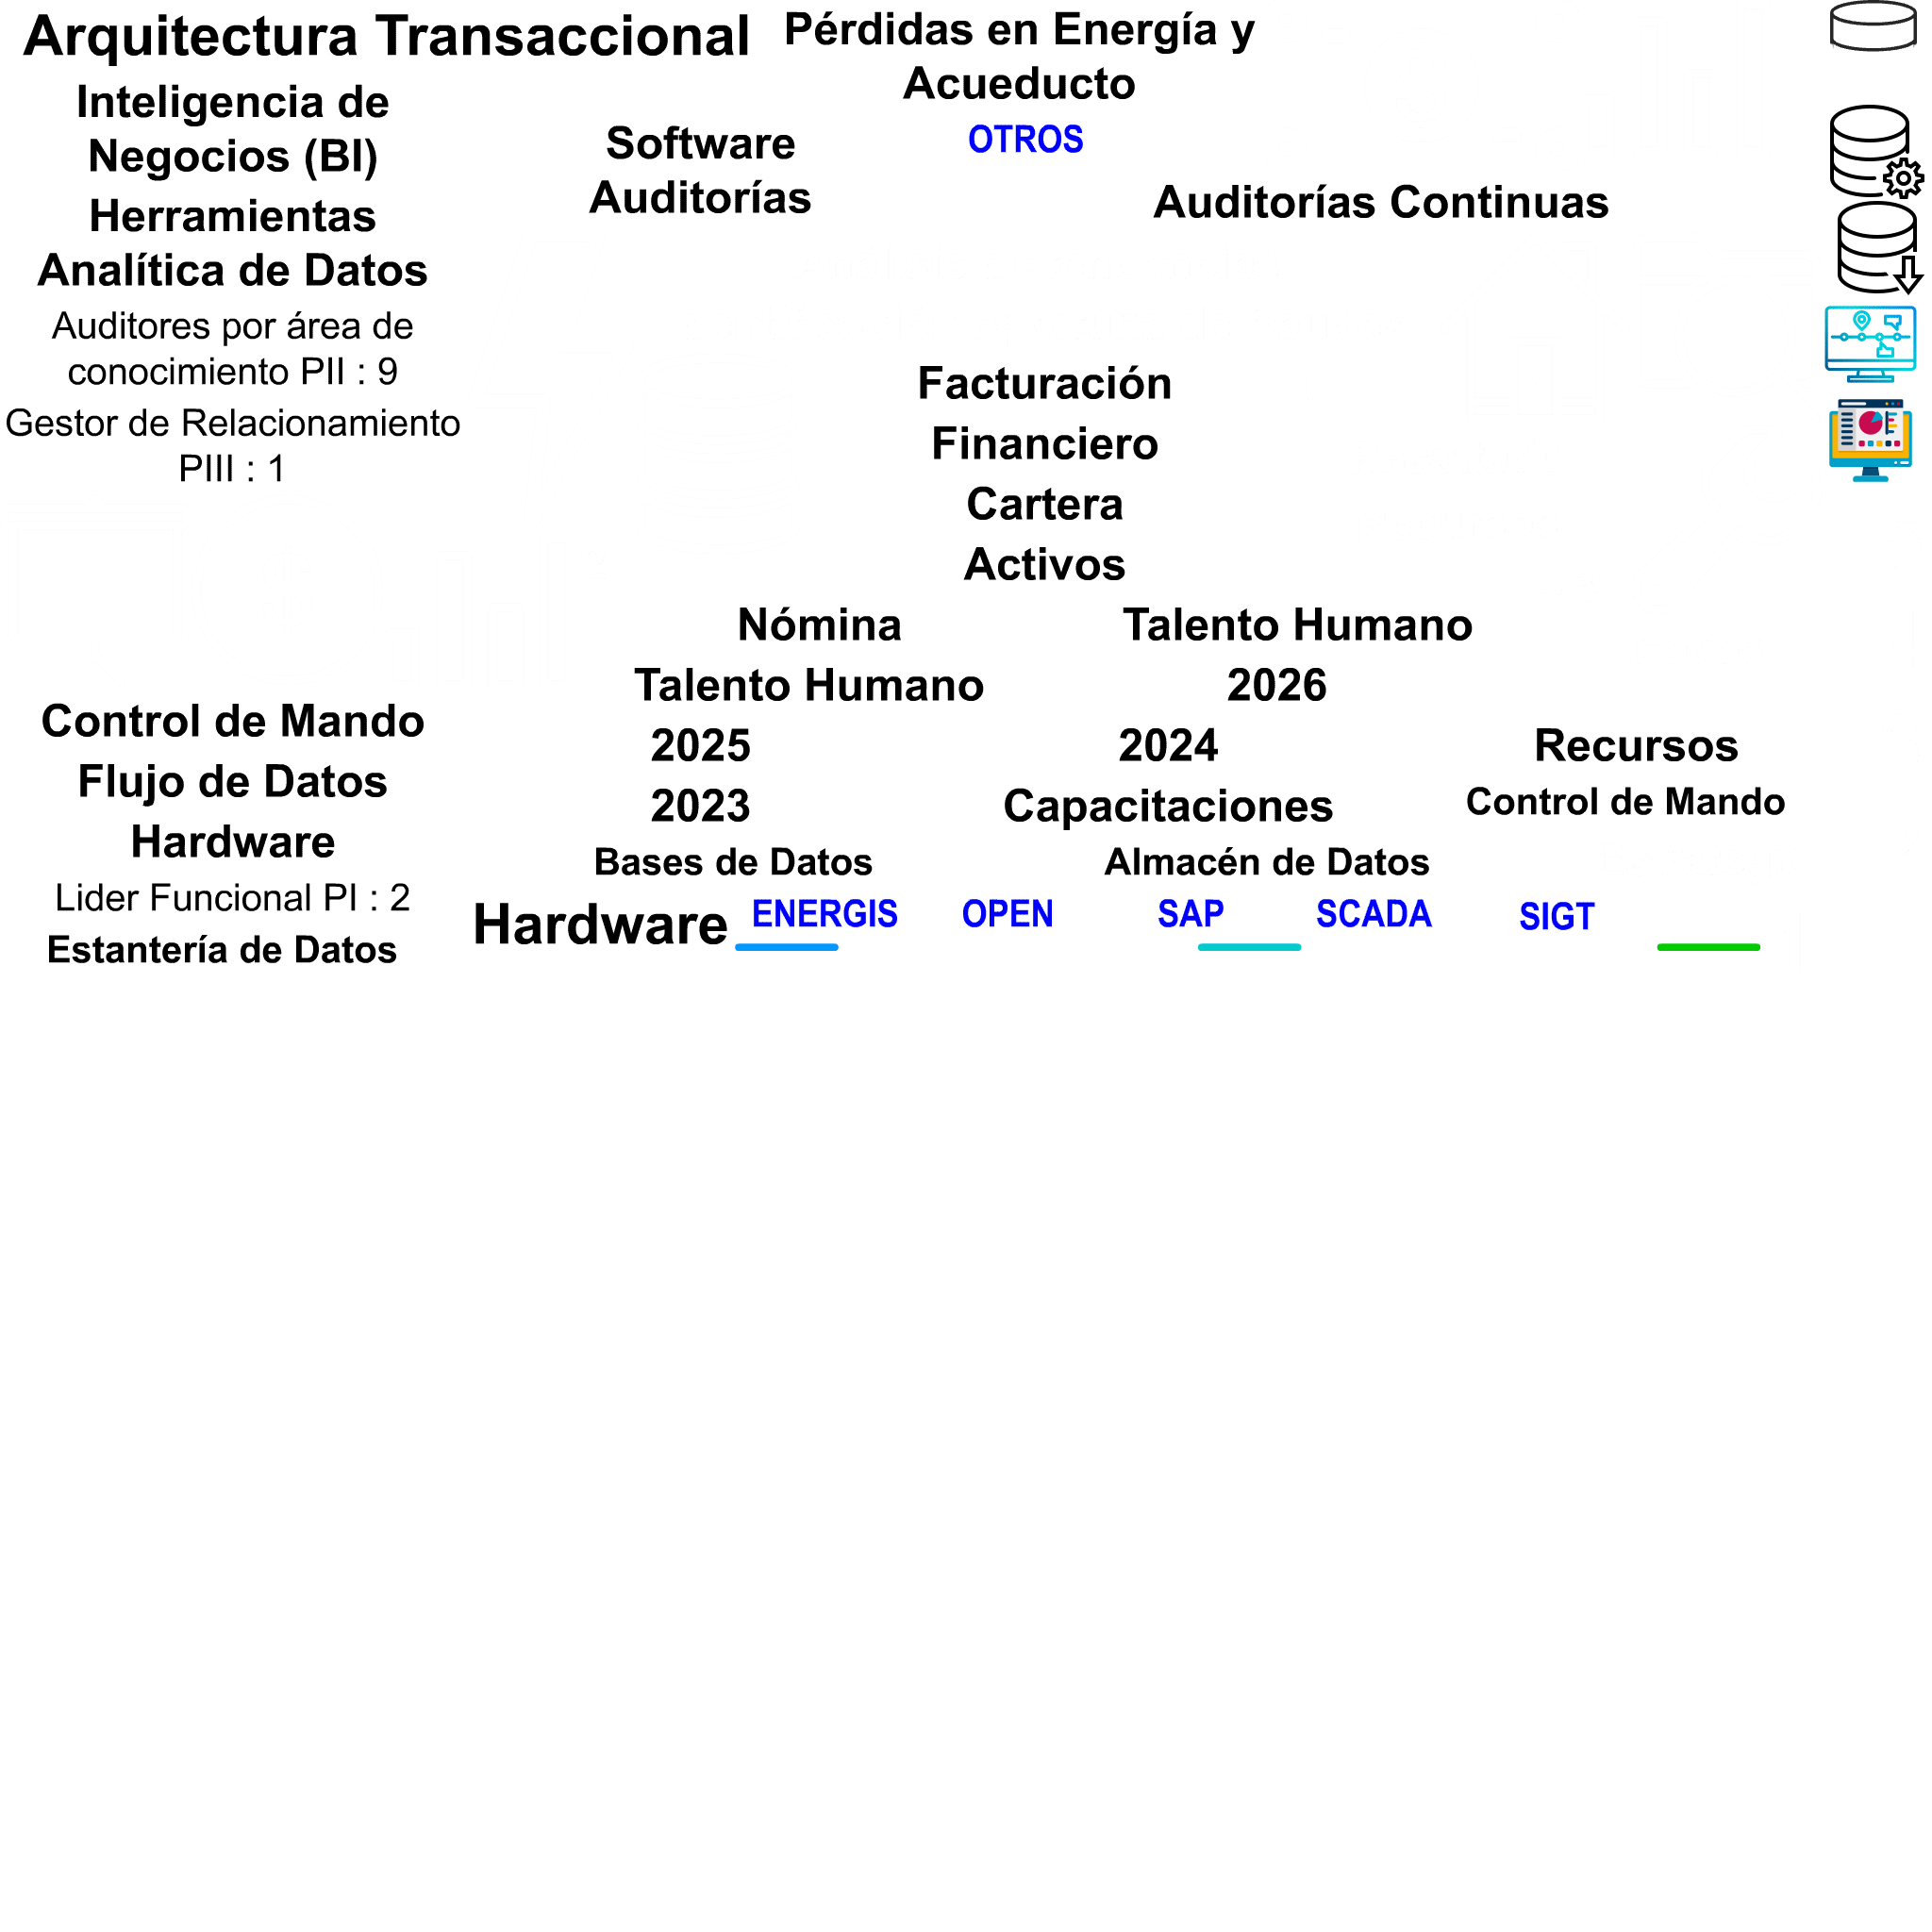 Arquitectura Transaccional
Pérdidas en Energía y
Acueducto
Inteligencia de
Negocios (BI)
Software
Auditorías
OTROS
Auditorías Continuas
Herramientas
Analítica de Datos
Auditores por área de
conocimiento PII : 9
Gestor de Relacionamiento
PIII : 1
Facturación
Financiero
Cartera
Activos
Nómina
Talento Humano
Talento Humano
2026
Control de Mando
2025
2024
Recursos
Flujo de Datos
2023
Capacitaciones
Control de Mando
Hardware
Bases de Datos
Almacén de Datos
Lider Funcional PI : 2
Hardware
ENERGIS
OPEN
SAP
SCADA
SIGT
Estantería de Datos